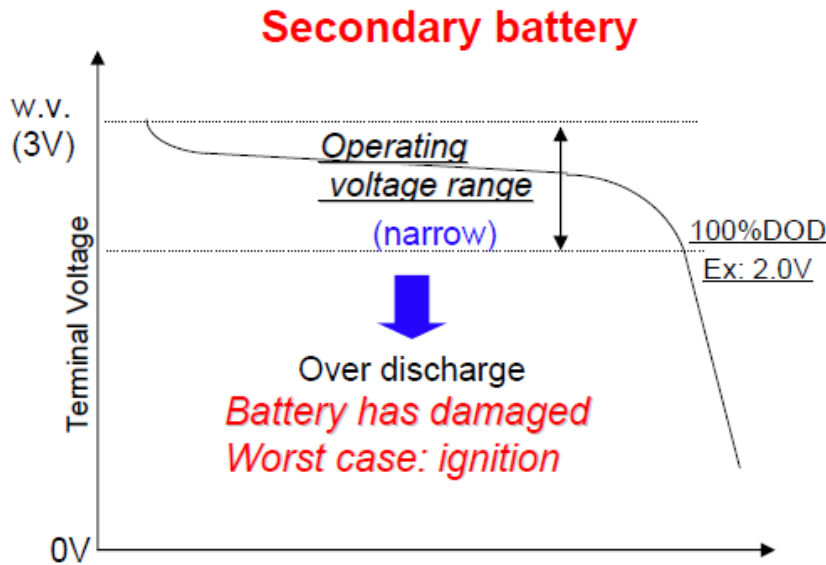 Secondary battery
w.v.
(3V)
Operating
voltage range
(narrow)
100%DOD
Ex: 2.0V
Terminal Voltage
Over discharge
Battery has damaged
Worst case: ignition
0V